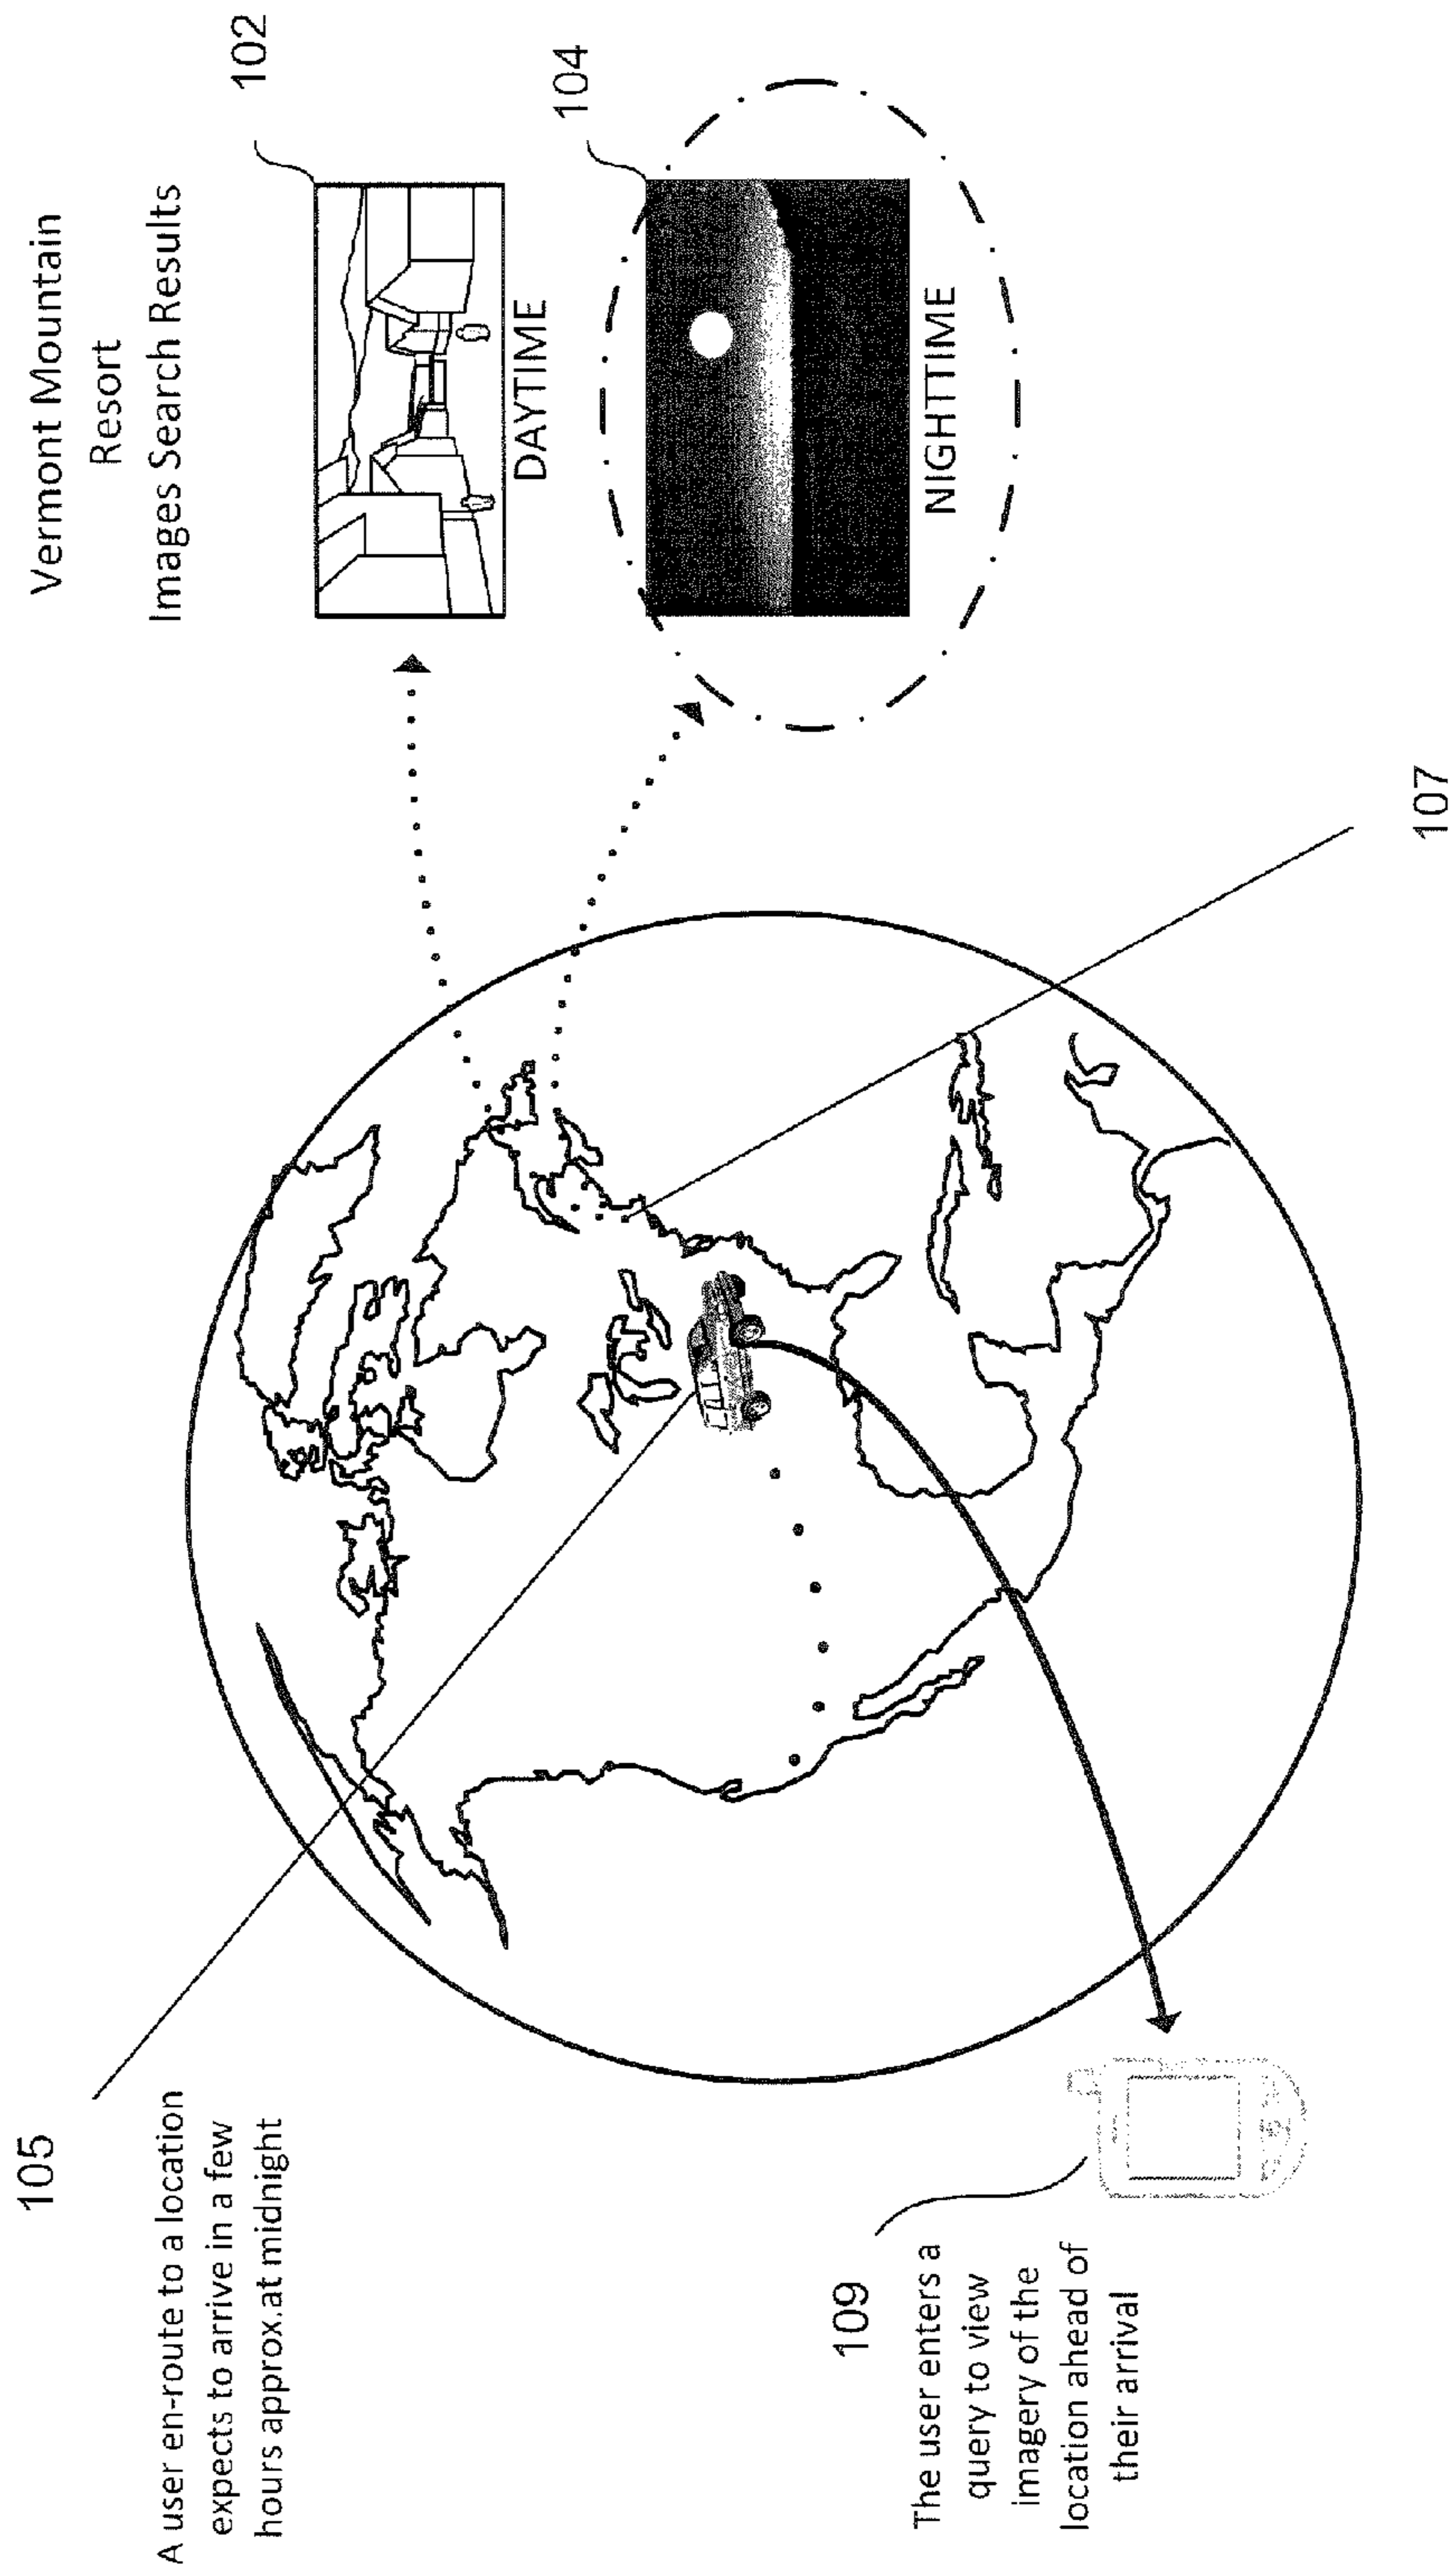 105
A user en-route to a location
expects to arrive in a few
hours approx.at midnight
109
The user enters a
query to view
imagery of the
location ahead of
their arrival
Vermont Mountain
Resort
Images Search Results
102
DAYTIME
104
NIGHTTIME
107